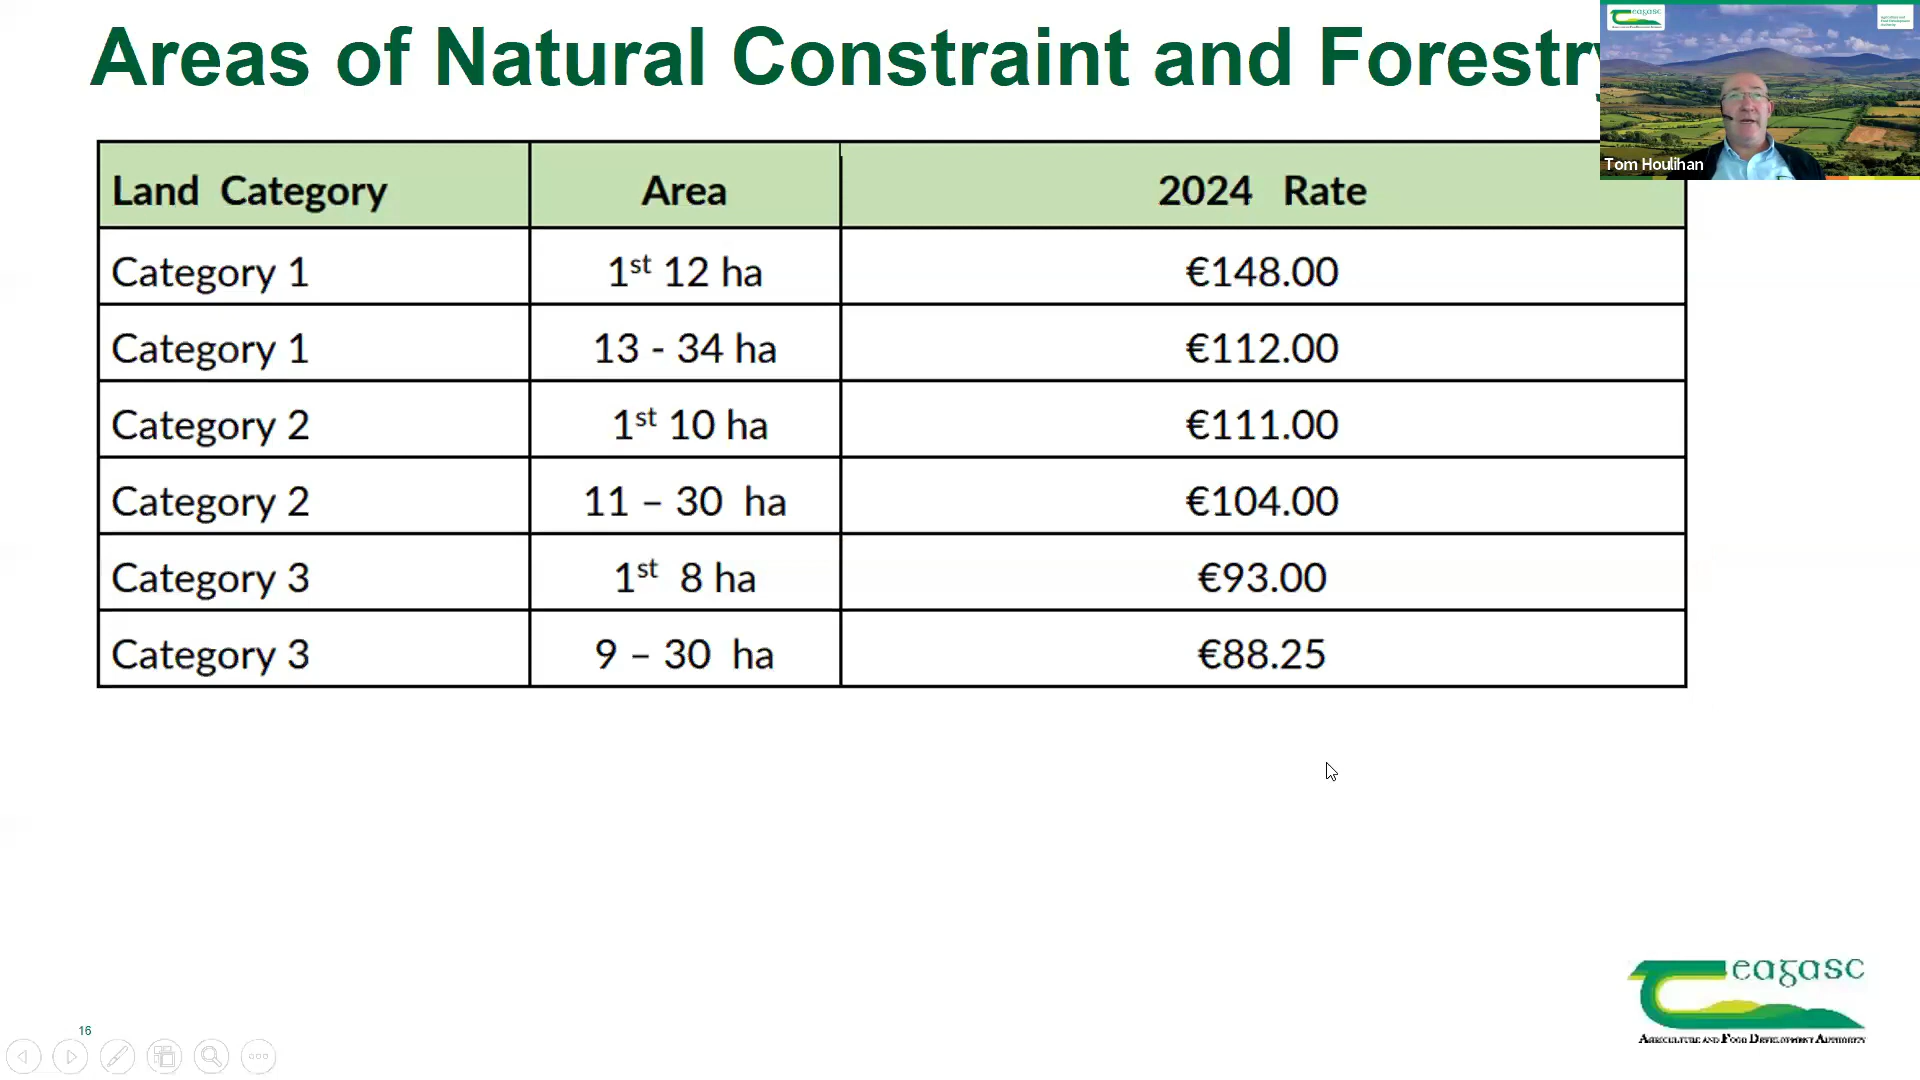 Areas of Natural Constraint and Forestry
eagasc
Tom Houlihan
Land Category Area 2024 Rate
Category 1 1st 12 ha €148.00
Category 1 13 - 34 ha €112.00
Category 2 1st 10 ha €111.00
Category 2 11 – 30 ha €104.00
Category 3 1st 8 ha €93.00
Category 3 9 – 30 ha €88.25
eagasc
AGRICULTURE AND FOOD DEVELOPMENT AUTHORITY
16